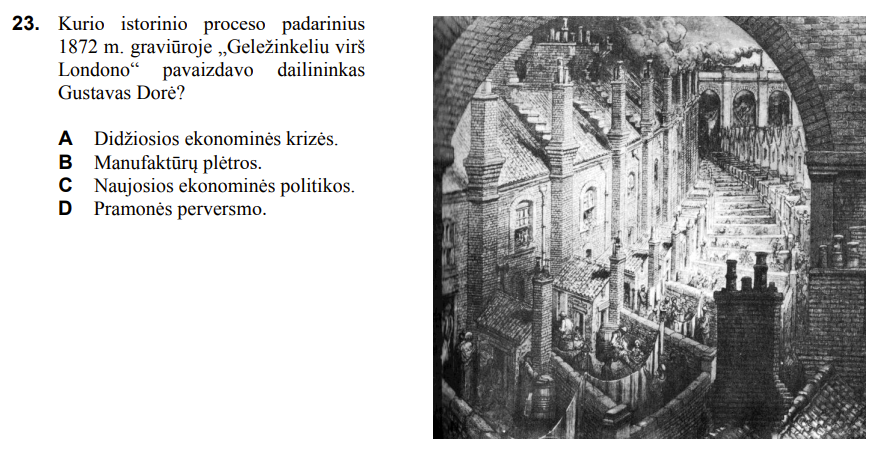 23. Kurio istorinio proceso padarinius
1872 m. graviūroje „Geležinkeliu virš
Londono“ pavaizdavo dailininkas
Gustavas Dorė?
A Didžiosios ekonominės krizės.
B Manufaktūrų plėtros.
C Naujosios ekonominės politikos.
D Pramonės perversmo.